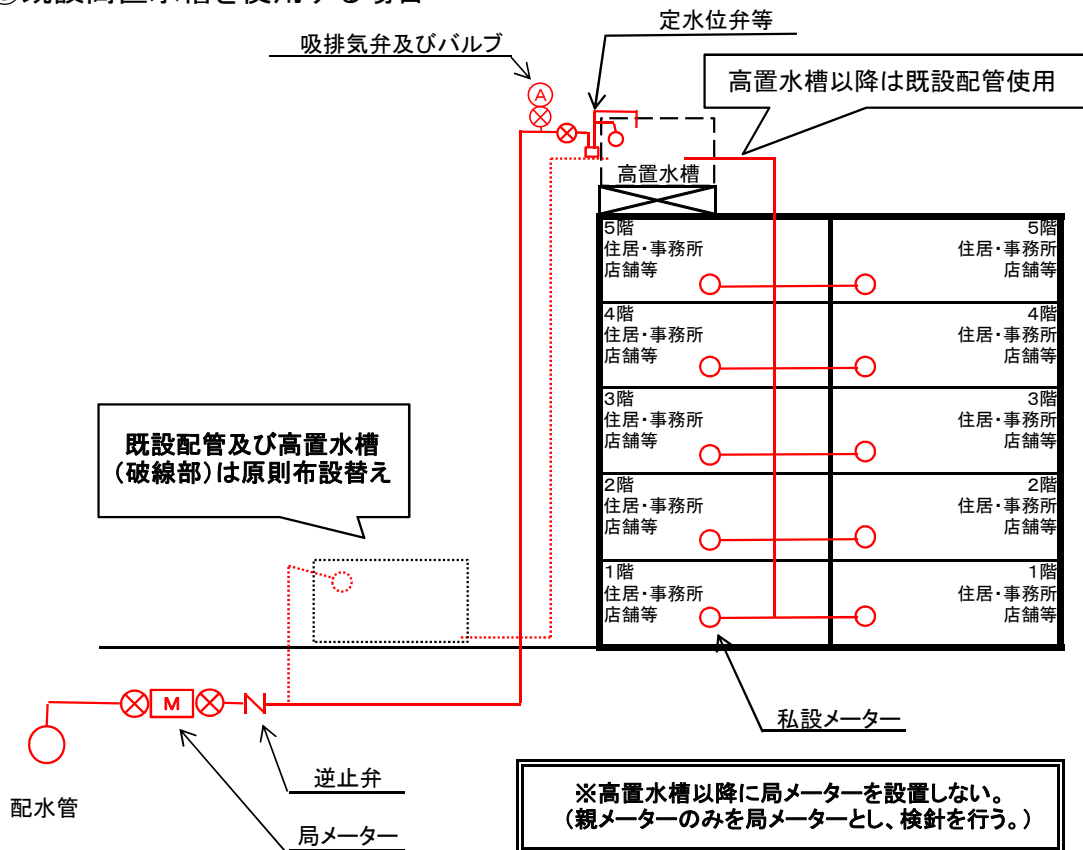 既設高置水槽を使用する場合
定水位弁等
吸排気弁及びバルブ
高置水槽以降は既設配管使用
A
高置水槽
5階
住居・事務所
店舗等
5階
住居・事務所
店舗等
4階
住居・事務所
店舗等
4階
住居・事務所
店舗等
3階
住居・事務所
店舗等
3階
住居・事務所
店舗等
既設配管及び高置水槽
（破線部）は原則布設替え
2階
住居・事務所
店舗等
2階
住居・事務所
店舗等
1階
住居・事務所
店舗等
1階
住居・事務所
店舗等
M
私設メーター
逆止弁
配水管
局メーター
※高置水槽以降に局メーターを設置しない。
（親メーターのみを局メーターとし、検針を行う。）